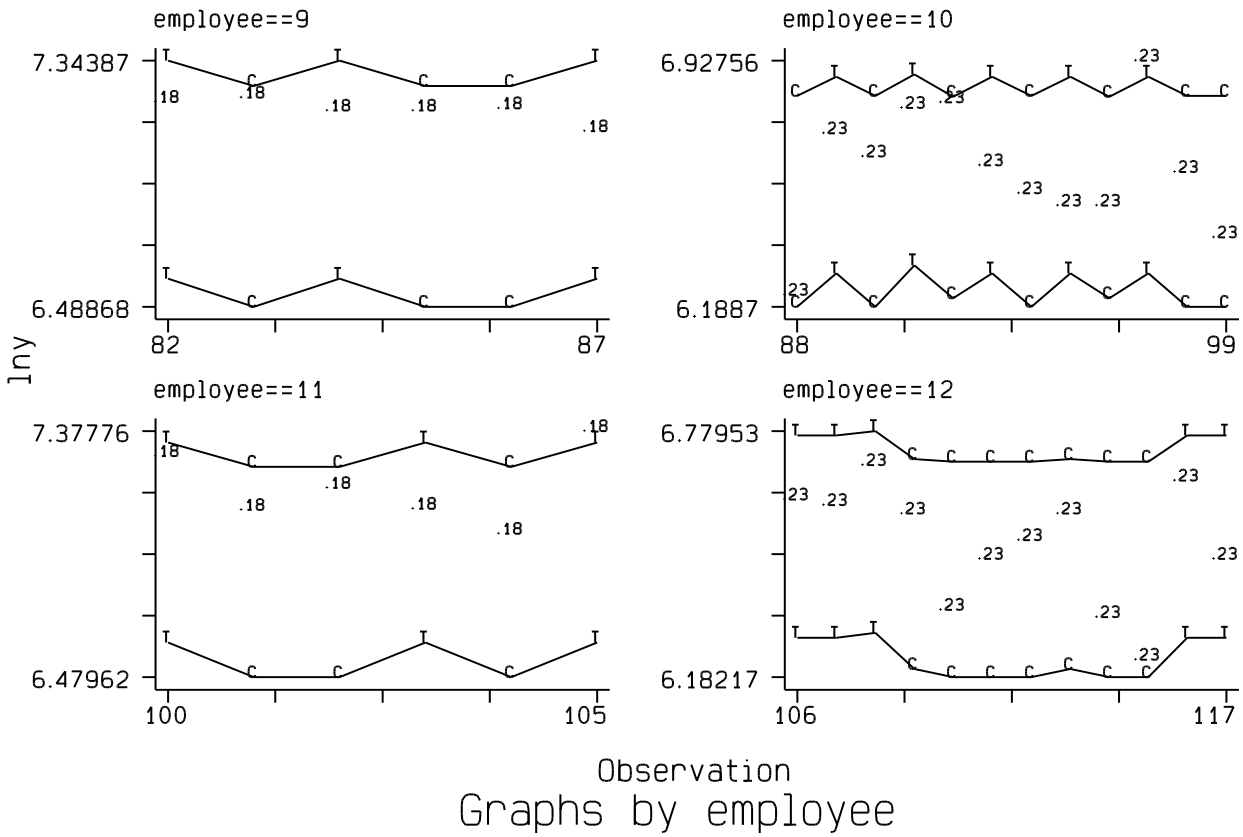 employee==9
employee==10
7.34387
6.92756
T T T
C C C
.18 .18 .18 .18 .18 .18
T T T T T
C C C C C C C
.23 .23 .23 .23 .23 .23 .23 .23 .23 .23 .23 .23
T T T
C C C
6.48868
T T T T T
C C C C C C C
6.1887
82 87
88 99
lny
employee==11
employee==12
7.37776
6.77953
T T T
C C C
.18 .18 .18 .18 .18 .18
T T T T T
C C C C C C C
.23 .23 .23 .23 .23 .23 .23 .23 .23 .23 .23 .23
T T T
C C C
6.47962
T T T T T
C C C C C C C
6.18217
100 105
106 117
Observation
Graphs by employee